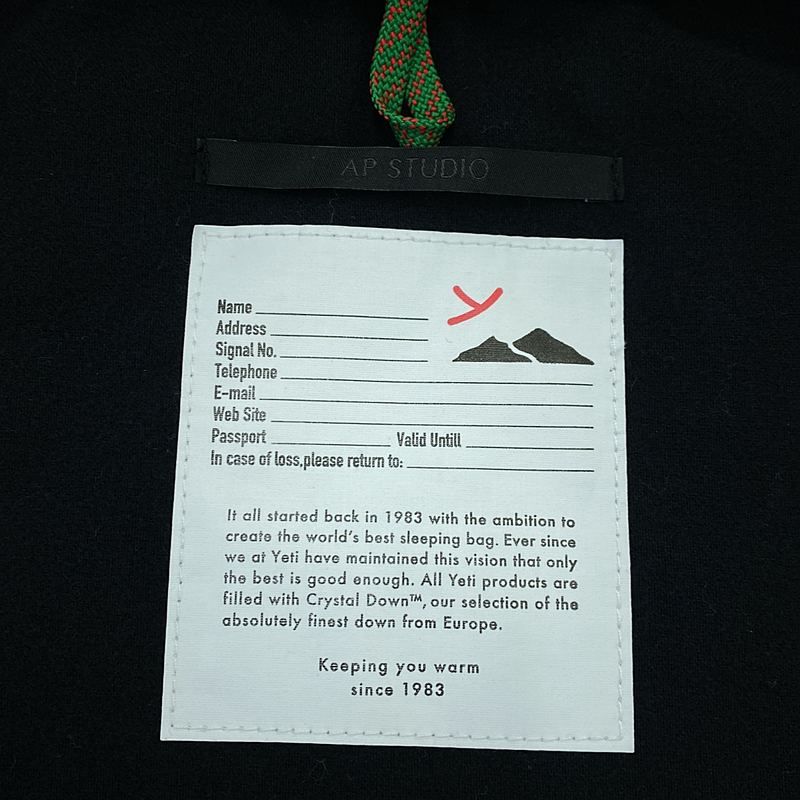 AP STUDIO
Name
Address
Signal No.
Telephone
E-mail
Web Site
Passport Valid Untill
In case of loss,please return to:
It all started back in 1983 with the ambition to
create the world's best sleeping bag. Ever since
we at Yeti have maintained this vision that only
the best is good enough. All Yeti products are
filled with Crystal Down™, our selection of the
absolutely finest down from Europe.
Keeping you warm
since 1983